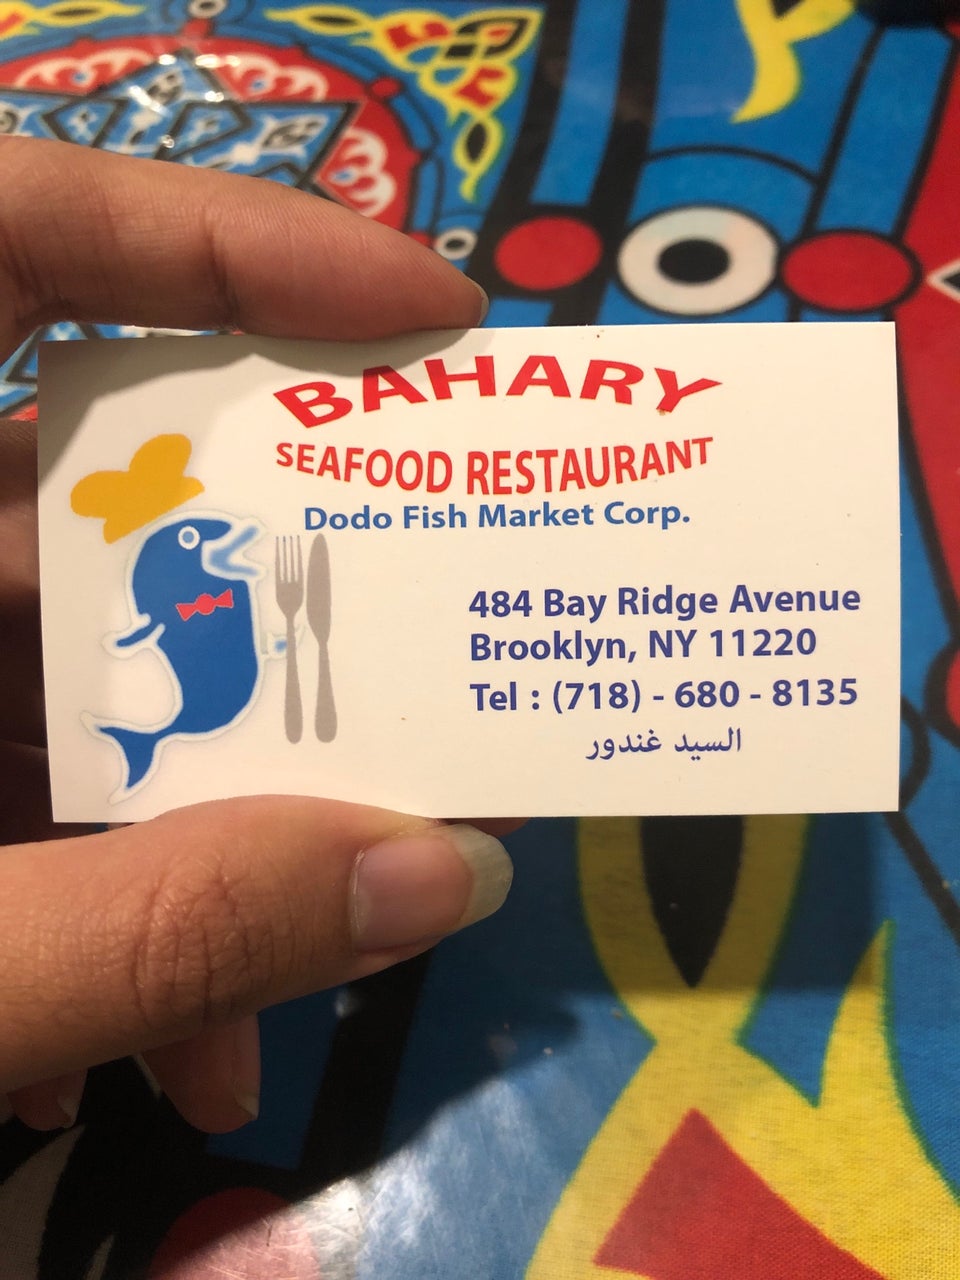 BAHARY
SEAFOOD RESTAURANT
Dodo Fish Market Corp.
484 Bay Ridge Avenue
Brooklyn, NY 11220
Tel : (718) - 680 - 8135
السيد غندور